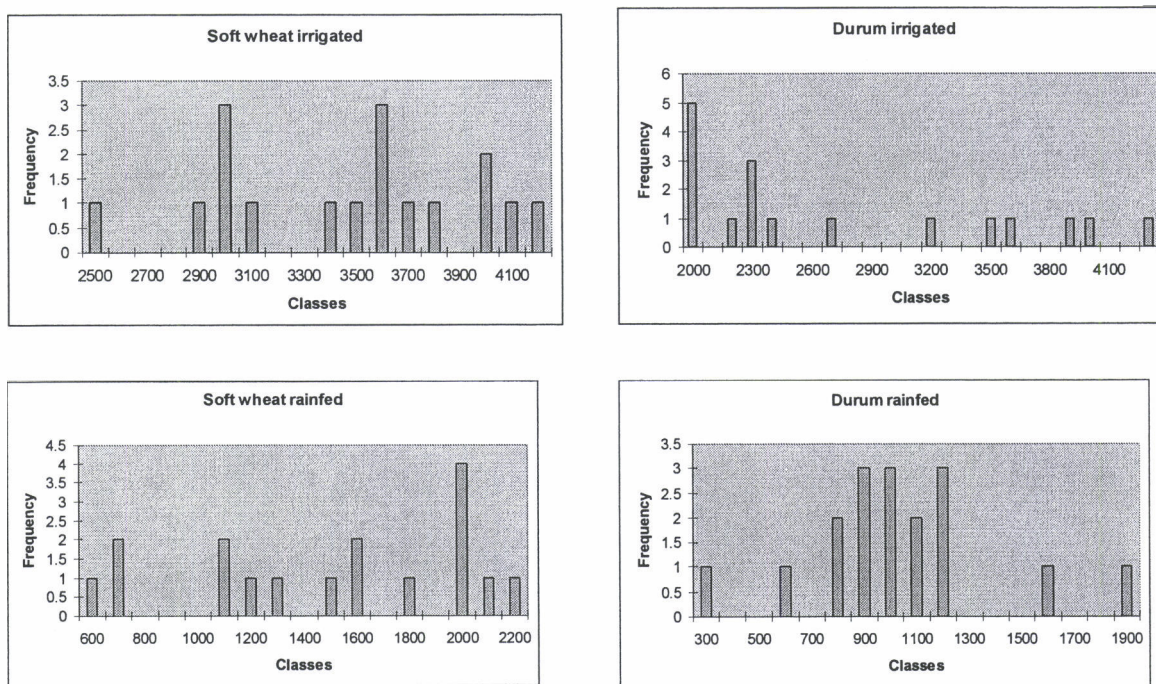 Soft wheat irrigated
Frequency
3.5
3
2.5
2
1.5
1
0.5
0
2500 2700 2900 3100 3300 3500 3700 3900 4100
Classes
Durum irrigated
Frequency
6
5
4
3
2
1
0
2000 2300 2600 2900 3200 3500 3800 4100
Classes
Soft wheat rainfed
Frequency
4.5
4
3.5
3
2.5
2
1.5
1
0.5
0
600 800 1000 1200 1400 1600 1800 2000 2200
Classes
Durum rainfed
Frequency
3.5
3
2.5
2
1.5
1
0.5
0
300 500 700 900 1100 1300 1500 1700 1900
Classes